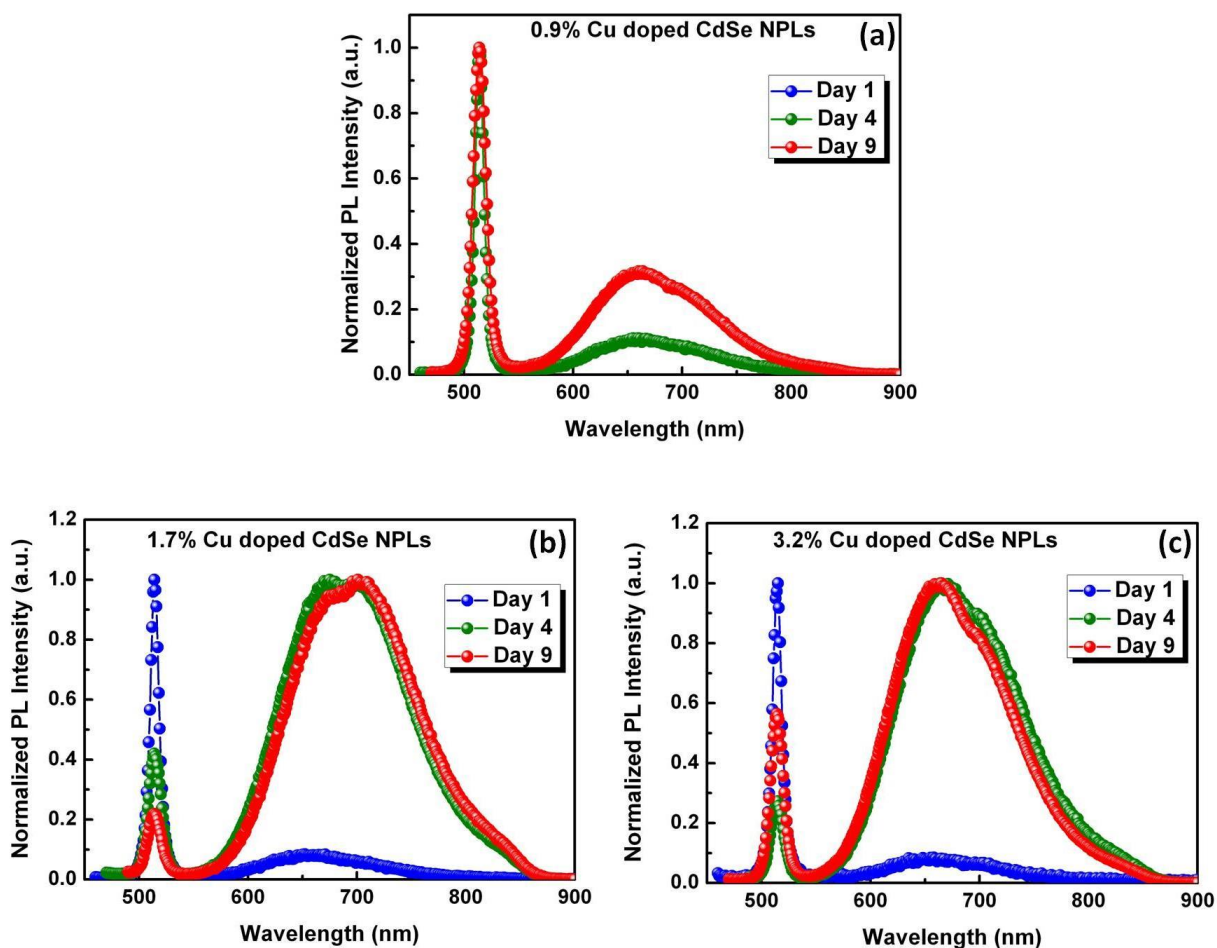 0.9% Cu doped CdSe NPLs
(a)
Normalized PL Intensity (a.u.)
1.0
0.8
0.6
0.4
0.2
0.0
Day 1
Day 4
Day 9
500 600 700 800 900
Wavelength (nm)
1.7% Cu doped CdSe NPLs
(b)
Normalized PL Intensity (a.u.)
1.2
1.0
0.8
0.6
0.4
0.2
0.0
Day 1
Day 4
Day 9
500 600 700 800 900
Wavelength (nm)
3.2% Cu doped CdSe NPLs
(c)
Normalized PL Intensity (a.u.)
1.2
1.0
0.8
0.6
0.4
0.2
0.0
Day 1
Day 4
Day 9
500 600 700 800 900
Wavelength (nm)